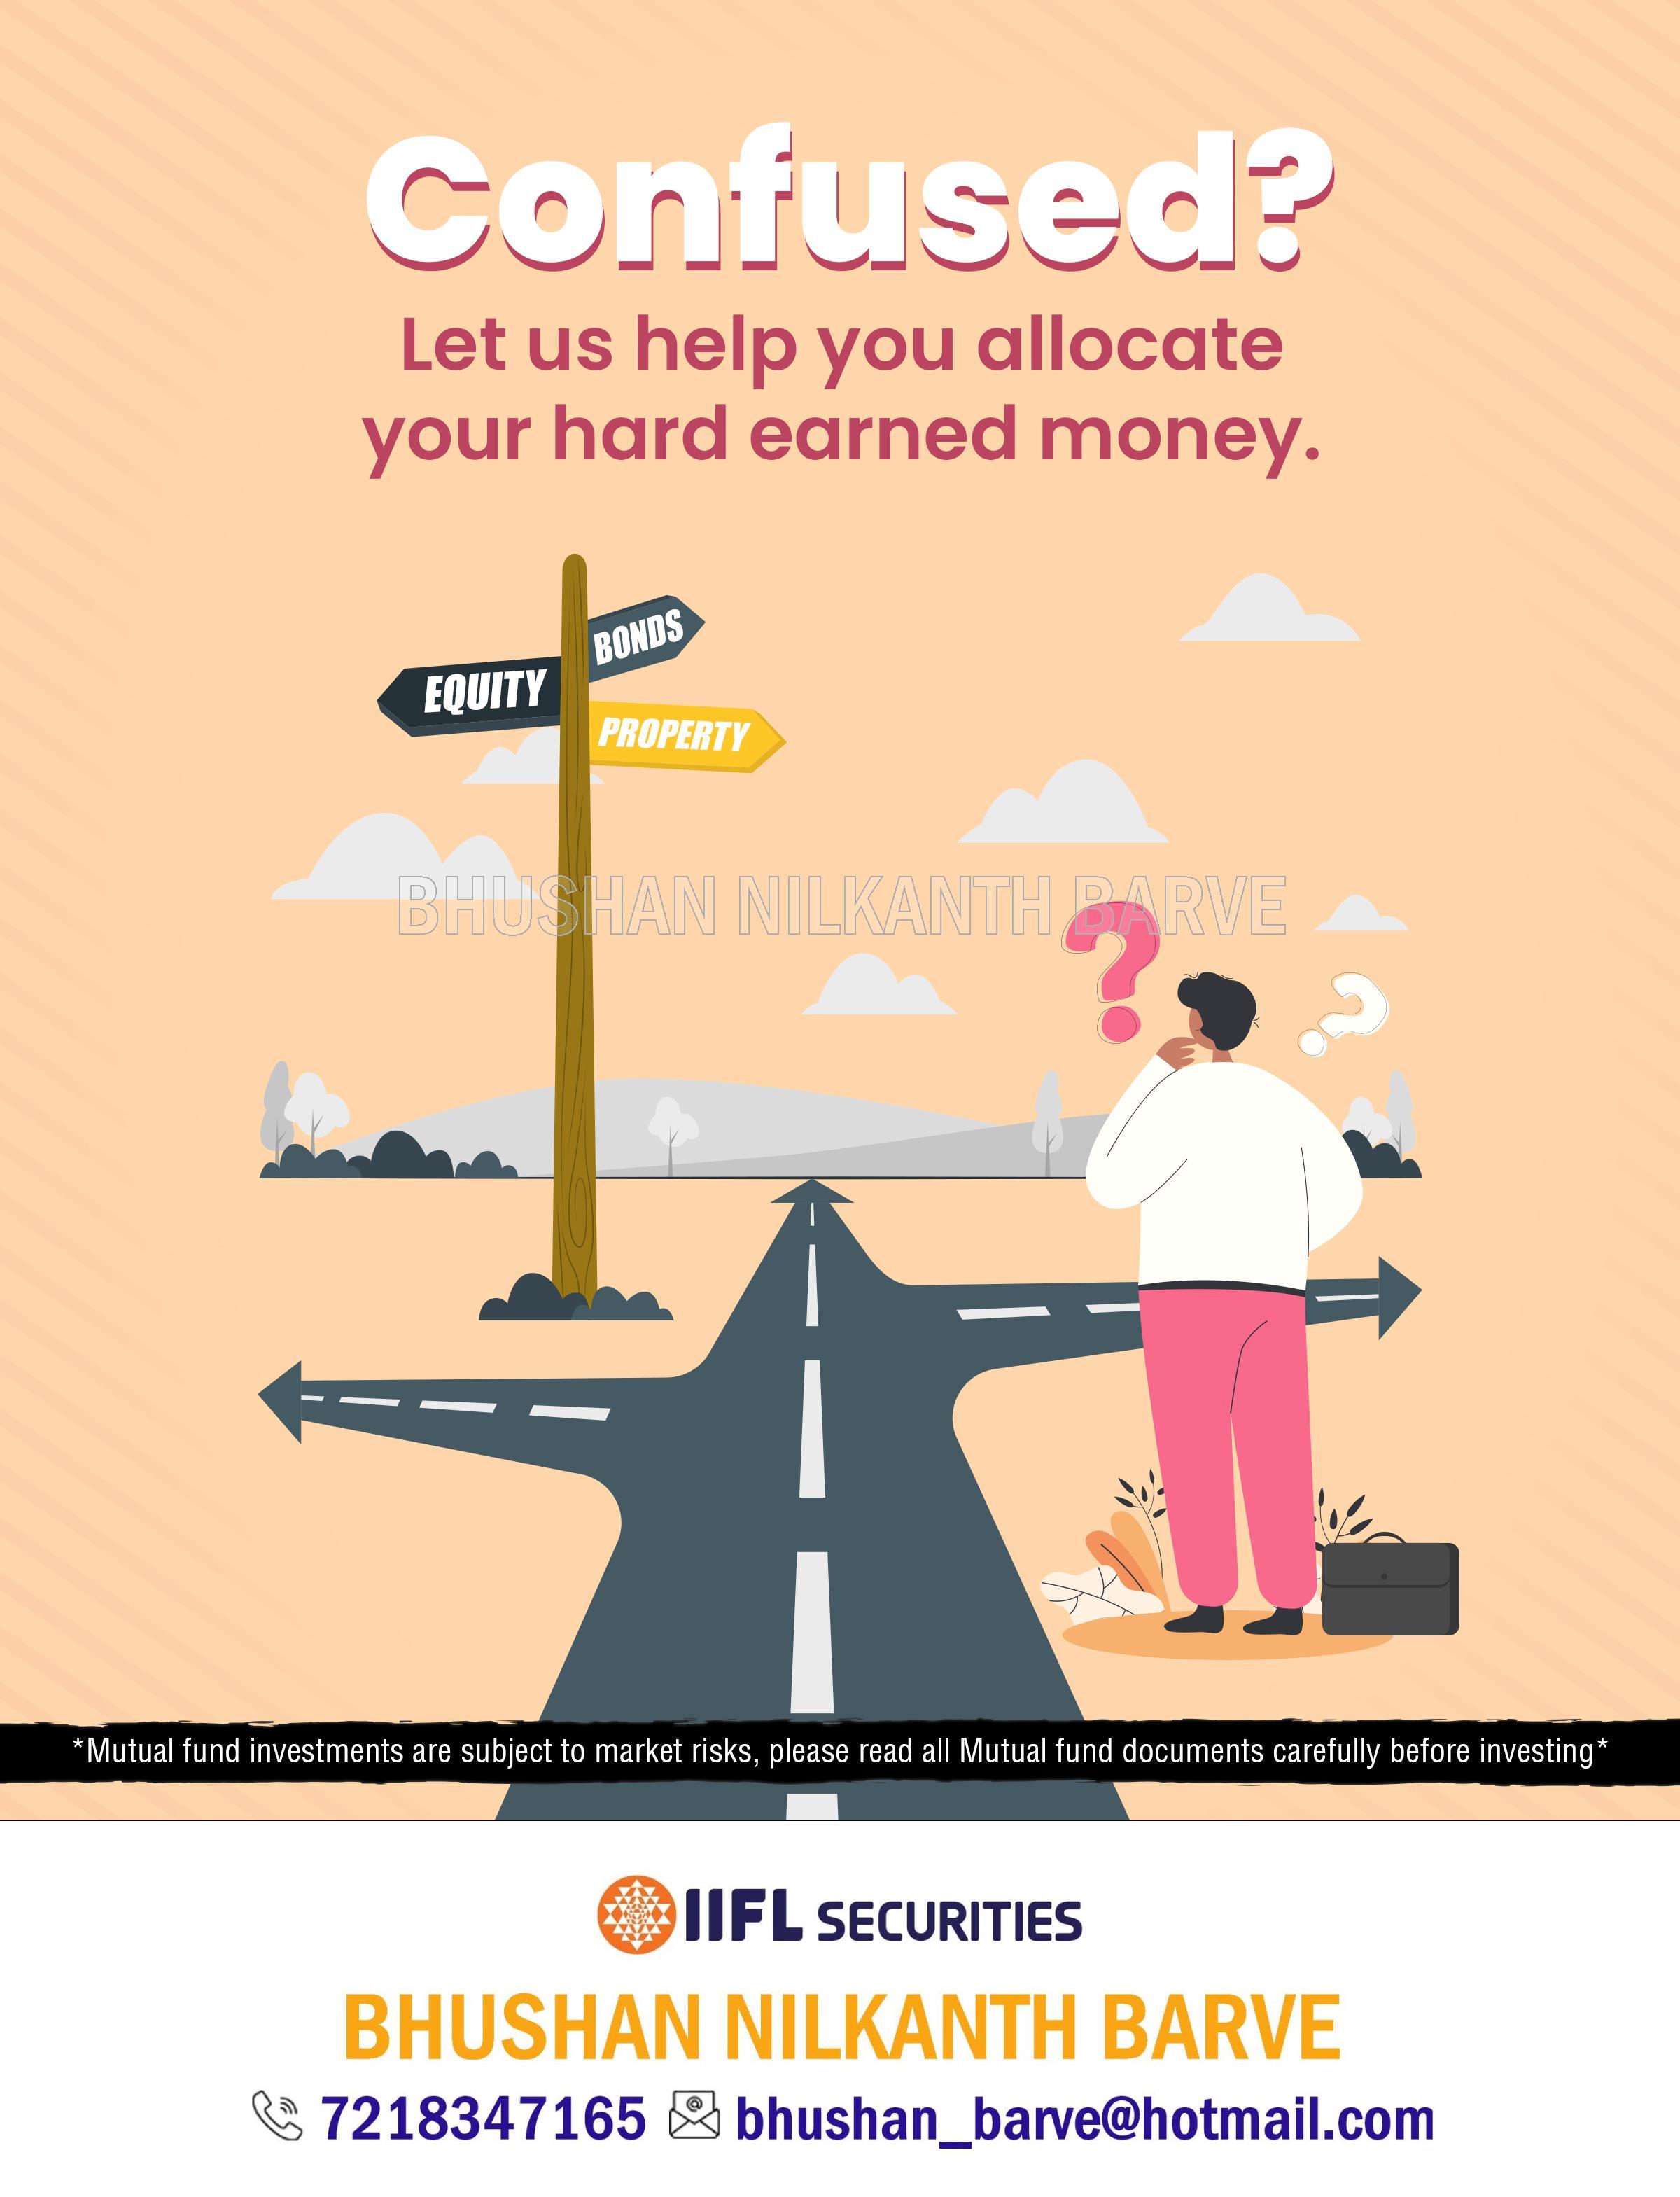 Confused?
Let us help you allocate
your hard earned money.
BONDS
EQUITY
PROPERTY
BHUSHAN NILKANTH BARVE
?
?
*Mutual fund investments are subject to market risks, please read all Mutual fund documents carefully before investing*
IIFL SECURITIES
BHUSHAN NILKANTH BARVE
7218347165 bhushan_barve@hotmail.com